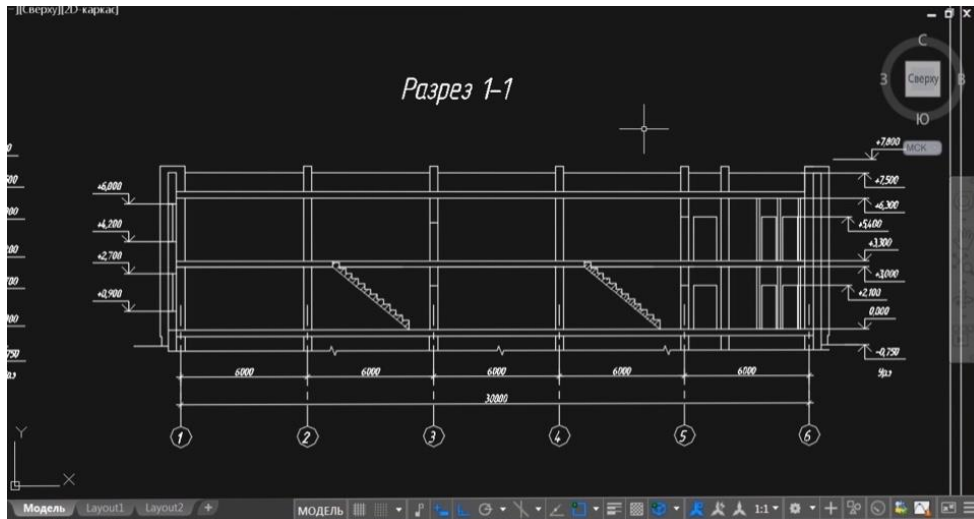 ][Сверху][2D-каркас]
С
З
Сверху
В
Ю
МСК
Разрез 1-1
+7,800
+7,500
+6,000
+6,300
+4,200
+5,400
+2,700
+3,300
+3,000
+0,900
+2,100
0,000
-0,750
Ур.з
6000
6000
6000
6000
6000
30000
1
2
3
4
5
6
Y
X
Модель
Layout1
Layout2
+
МОДЕЛЬ
1:1